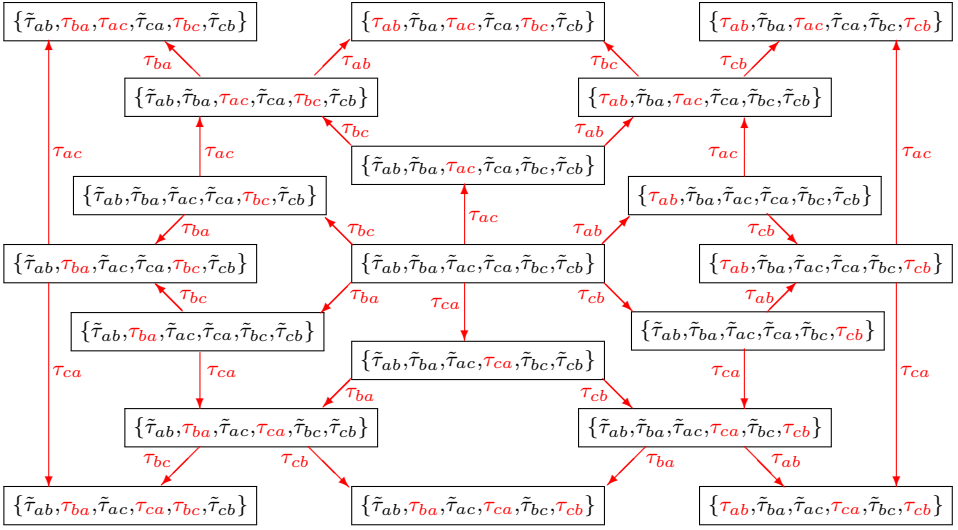 {τ̃ab,τba,τac,τ̃ca,τbc,τ̃cb} {τab,τ̃ba,τac,τ̃ca,τbc,τ̃cb} {τab,τ̃ba,τac,τ̃ca,τ̃bc,τcb}
τba τab τbc τcb
{τ̃ab,τ̃ba,τac,τ̃ca,τbc,τ̃cb} {τab,τ̃ba,τac,τ̃ca,τ̃bc,τ̃cb}
τbc τab
τac τac τac τac
{τ̃ab,τ̃ba,τac,τ̃ca,τ̃bc,τ̃cb}
{τ̃ab,τ̃ba,τ̃ac,τ̃ca,τbc,τ̃cb} {τab,τ̃ba,τ̃ac,τ̃ca,τ̃bc,τ̃cb}
τba τbc τac τab τcb
{τ̃ab,τba,τ̃ac,τ̃ca,τbc,τ̃cb} {τ̃ab,τ̃ba,τ̃ac,τ̃ca,τ̃bc,τ̃cb} {τab,τ̃ba,τ̃ac,τ̃ca,τ̃bc,τcb}
τbc τba τca τcb τab
{τ̃ab,τba,τ̃ac,τ̃ca,τ̃bc,τ̃cb} {τ̃ab,τ̃ba,τ̃ac,τ̃ca,τ̃bc,τcb}
{τ̃ab,τ̃ba,τ̃ac,τca,τ̃bc,τ̃cb}
τca τca τca τca
τba τcb
{τ̃ab,τba,τ̃ac,τca,τ̃bc,τ̃cb} {τ̃ab,τ̃ba,τ̃ac,τca,τ̃bc,τcb}
τbc τcb τba τab
{τ̃ab,τba,τ̃ac,τca,τbc,τ̃cb} {τ̃ab,τba,τ̃ac,τca,τ̃bc,τcb} {τab,τ̃ba,τ̃ac,τca,τ̃bc,τcb}